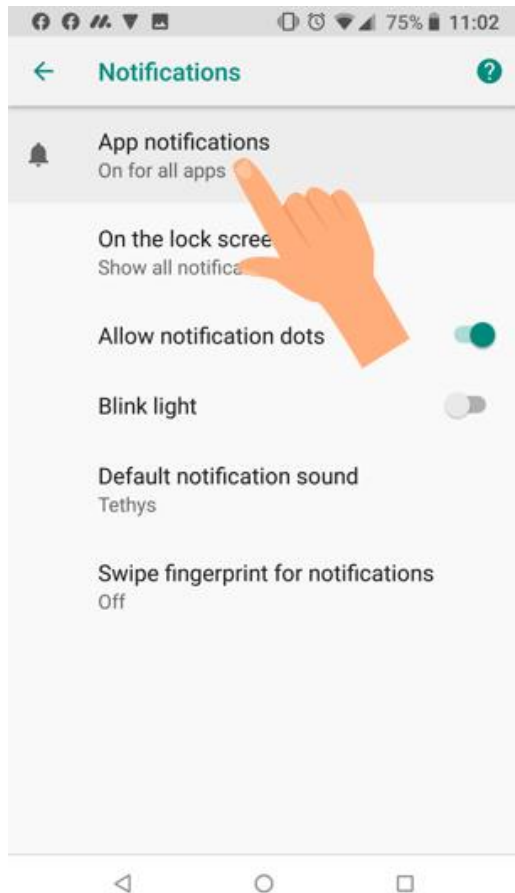 75% 11:02
Notifications
App notifications
On for all apps
On the lock scree
Show all notifica
Allow notification dots
Blink light
Default notification sound
Tethys
Swipe fingerprint for notifications
Off